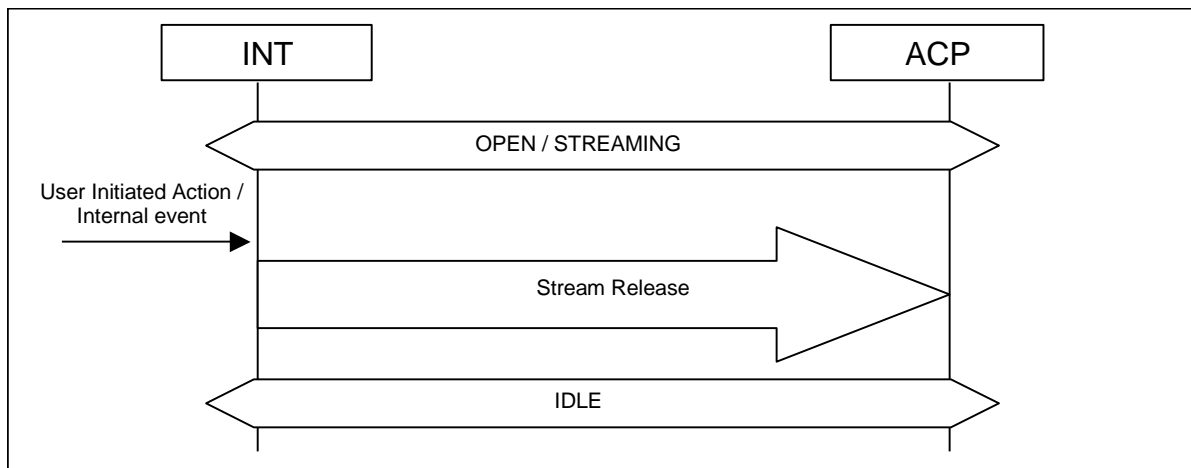 INT
ACP
OPEN / STREAMING
User Initiated Action /
Internal event
Stream Release
IDLE